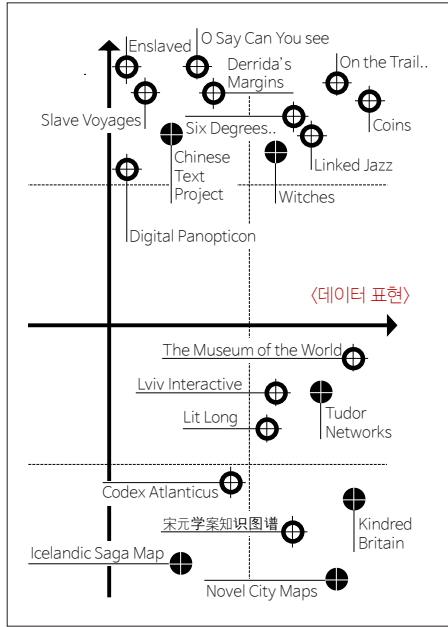 Enslaved
O Say Can You see
Derrida's
Margins
On the Trail..
Slave Voyages
Six Degrees..
Coins
Chinese
Text
Project
Linked Jazz
Witches
Digital Panopticon
〈데이터 표현〉
The Museum of the World
Lviv Interactive
Lit Long
Tudor
Networks
Codex Atlanticus
宋元学案知识图谱
Kindred
Britain
Icelandic Saga Map
Novel City Maps